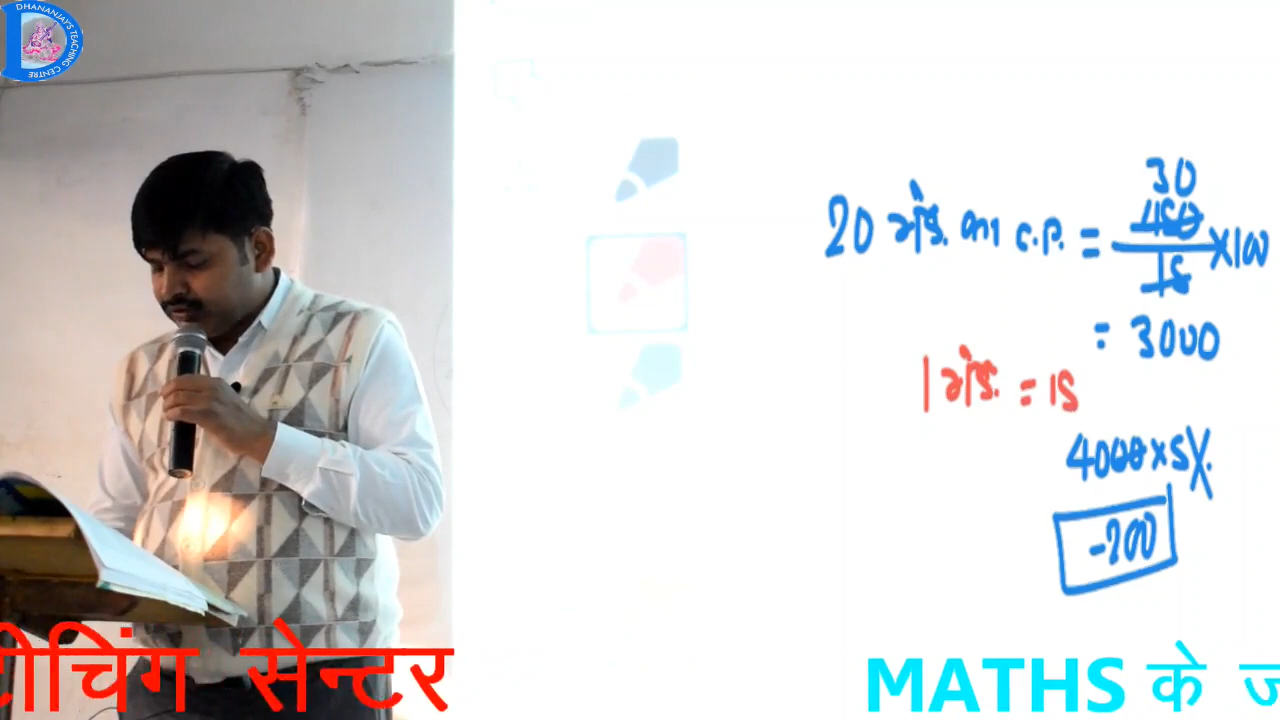 DHANANJAY'S TEACHING CENTRE
30
20 गेंद का C.P. = 450/15 ×100
= 3000
1 गेंद = 15
4000×5%
-200
टीचिंग सेन्टर
MATHS के ज